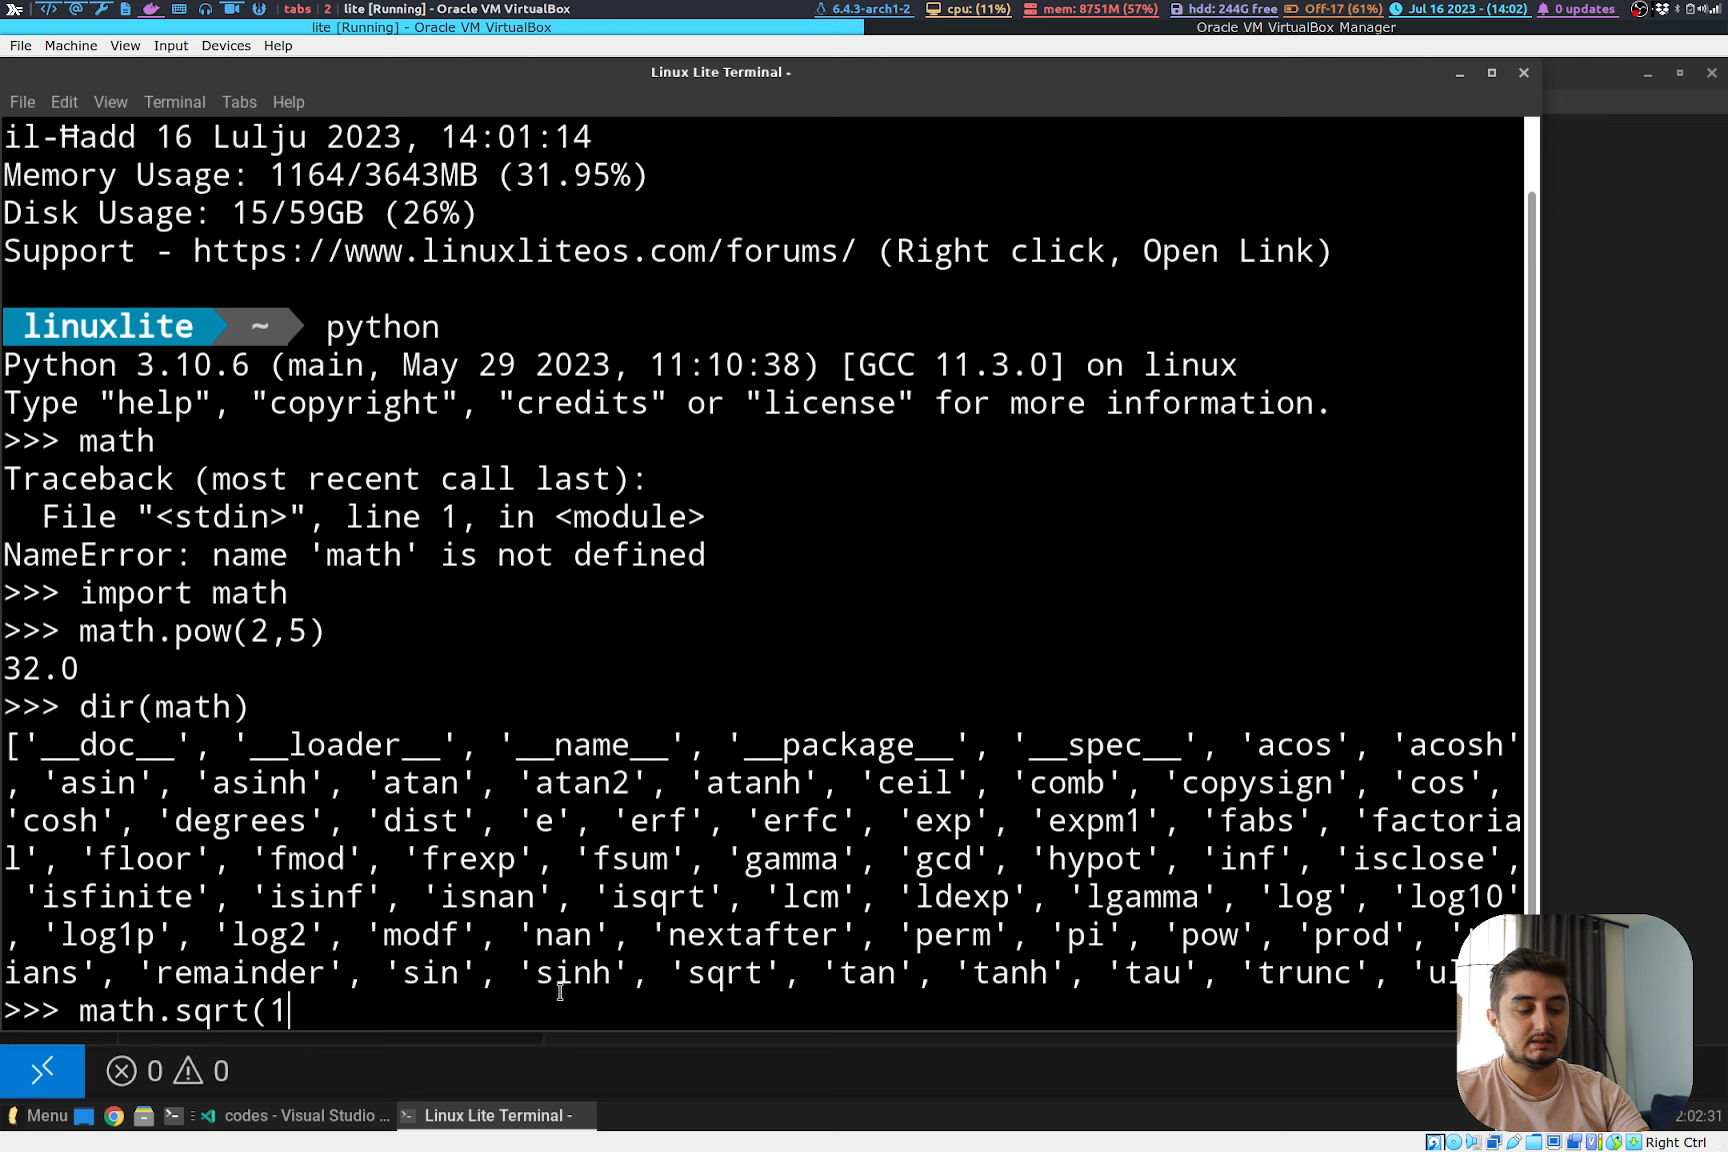 tabs 2 lite [Running] - Oracle VM VirtualBox 6.4.3-arch1-2 cpu: (11%) mem: 8751M (57%) hdd: 244G free Off-17 (61%) Jul 16 2023 - (14:02) 0 updates
lite [Running] - Oracle VM VirtualBox Oracle VM VirtualBox Manager
File Machine View Input Devices Help
Linux Lite Terminal -
File Edit View Terminal Tabs Help
il-Ħadd 16 Lulju 2023, 14:01:14
Memory Usage: 1164/3643MB (31.95%)
Disk Usage: 15/59GB (26%)
Support - https://www.linuxliteos.com/forums/ (Right click, Open Link)
linuxlite ~ python
Python 3.10.6 (main, May 29 2023, 11:10:38) [GCC 11.3.0] on linux
Type "help", "copyright", "credits" or "license" for more information.
>>> math
Traceback (most recent call last):
File "<stdin>", line 1, in <module>
NameError: name 'math' is not defined
>>> import math
>>> math.pow(2,5)
32.0
>>> dir(math)
['__doc__', '__loader__', '__name__', '__package__', '__spec__', 'acos', 'acosh'
, 'asin', 'asinh', 'atan', 'atan2', 'atanh', 'ceil', 'comb', 'copysign', 'cos',
'cosh', 'degrees', 'dist', 'e', 'erf', 'erfc', 'exp', 'expm1', 'fabs', 'factoria
l', 'floor', 'fmod', 'frexp', 'fsum', 'gamma', 'gcd', 'hypot', 'inf', 'isclose',
'isfinite', 'isinf', 'isnan', 'isqrt', 'lcm', 'ldexp', 'lgamma', 'log', 'log10'
, 'log1p', 'log2', 'modf', 'nan', 'nextafter', 'perm', 'pi', 'pow', 'prod',
ians', 'remainder', 'sin', 'sinh', 'sqrt', 'tan', 'tanh', 'tau', 'trunc',
>>> math.sqrt(1
0 0
Menu codes - Visual Studio ... Linux Lite Terminal - 2:02:31
Right Ctrl